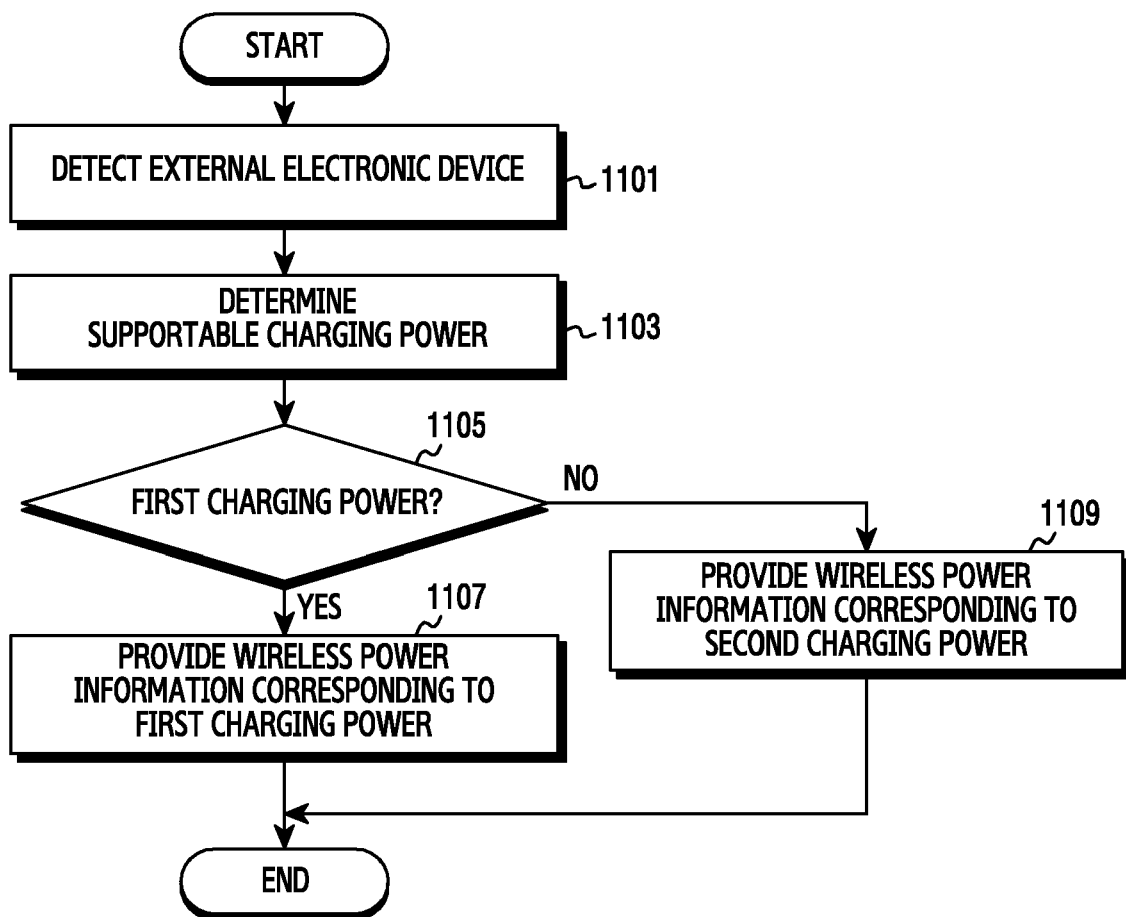 START
DETECT EXTERNAL ELECTRONIC DEVICE
1101
DETERMINE
SUPPORTABLE CHARGING POWER
1103
1105
FIRST CHARGING POWER?
NO
YES
1107
PROVIDE WIRELESS POWER
INFORMATION CORRESPONDING TO
FIRST CHARGING POWER
1109
PROVIDE WIRELESS POWER
INFORMATION CORRESPONDING TO
SECOND CHARGING POWER
END